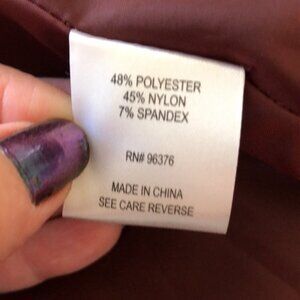 48% POLYESTER
45% NYLON
7% SPANDEX
RN# 96376
MADE IN CHINA
SEE CARE REVERSE